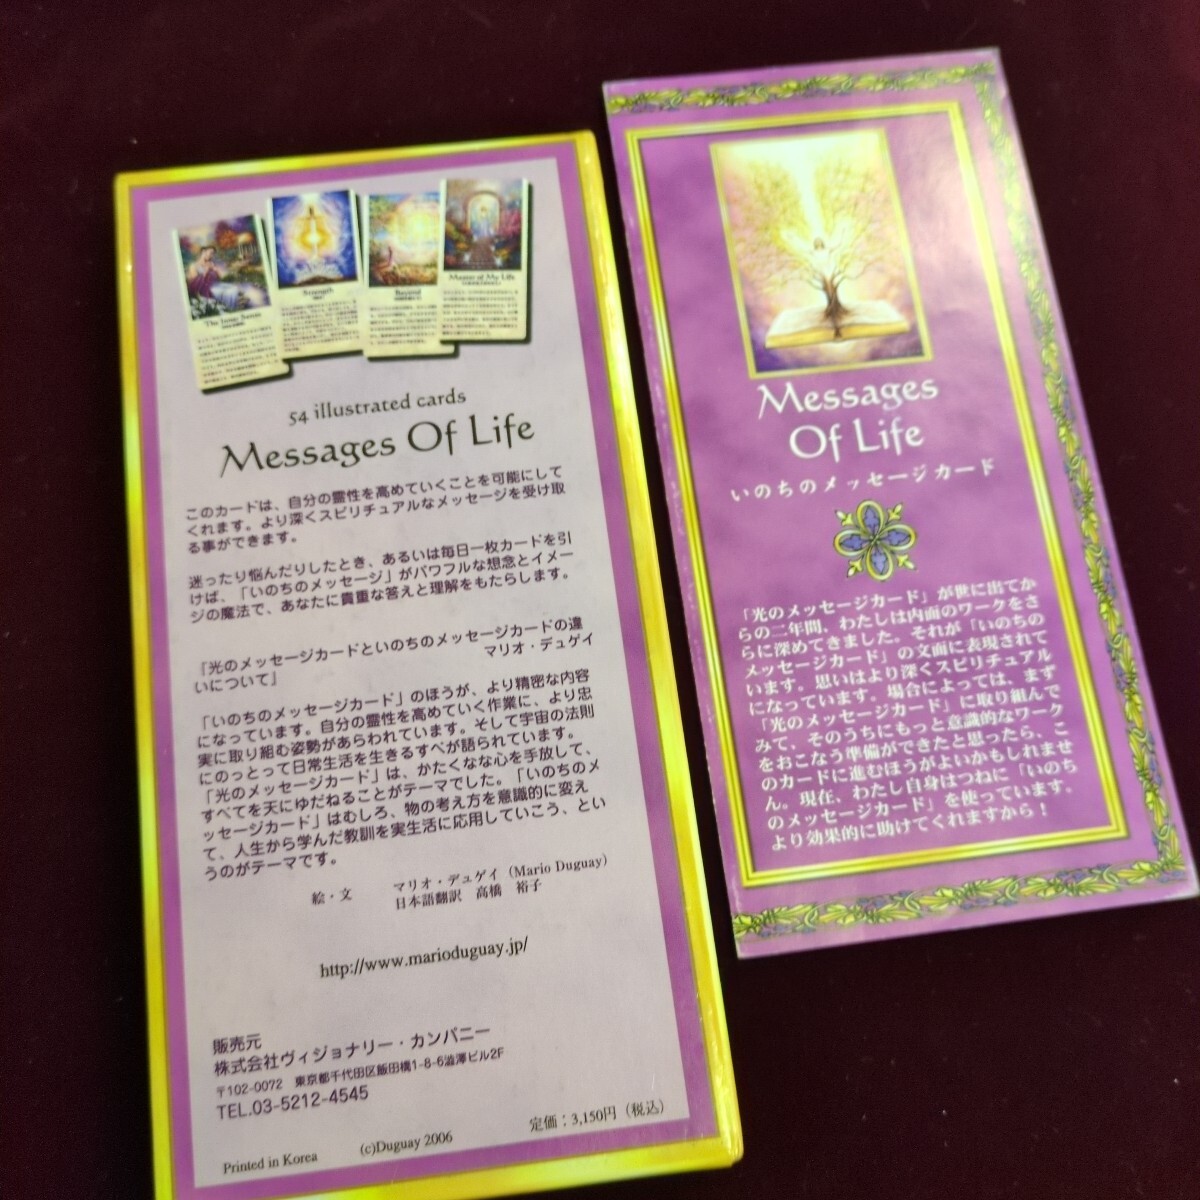 The Inner Senses
Strength
Beyond
Master of My Life
54 illustrated cards
Messages Of Life
このカードは、自分の霊性を高めていくことを可能にして
くれます。より深くスピリチュアルなメッセージを受け取
る事ができます。
迷ったり悩んだりしたとき、あるいは毎日一枚カードを引
けば、「いのちのメッセージ」がパワフルな想念とイメー
ジの魔法で、あなたに貴重な答えと理解をもたらします。
「光のメッセージカードといのちのメッセージカードの違
いについて」
マリオ・デュゲイ
「いのちのメッセージカード」のほうが、より精密な内容
になっています。自分の霊性を高めていく作業に、より忠
実に取り組む姿勢があらわれています。そして宇宙の法則
にのっとって日常生活を生きるすべが語られています。
「光のメッセージカード」は、かたくなな心を手放して、
すべてを天にゆだねることがテーマでした。「いのちのメ
ッセージカード」はむしろ、物の考え方を意識的に変え
て、人生から学んだ教訓を実生活に応用していこう、とい
うのがテーマです。
絵・文 マリオ・デュゲイ（Mario Duguay）
日本語翻訳 高橋 裕子
http://www.marioduguay.jp/
販売元
株式会社ヴィジョナリー・カンパニー
〒102-0072 東京都千代田区飯田橋1-8-6澁澤ビル2F
TEL.03-5212-4545
定価：3,150円（税込）
Printed in Korea (c)Duguay 2006
Messages
Of Life
いのちのメッセージ カード
「光のメッセージカード」が世に出てか
らの二年間、わたしは内面のワークをさ
らに深めてきました。それが「いのちの
メッセージカード」の文面に表現されて
います。思いはより深くスピリチュアル
になっています。場合によっては、まず
「光のメッセージカード」に取り組んで
みて、そのうちにもっと意識的なワーク
をおこなう準備ができたと思ったら、こ
のカードに進むほうがよいかもしれませ
ん。現在、わたし自身はつねに「いのち
のメッセージカード」を使っています。
より効果的に助けてくれますから！